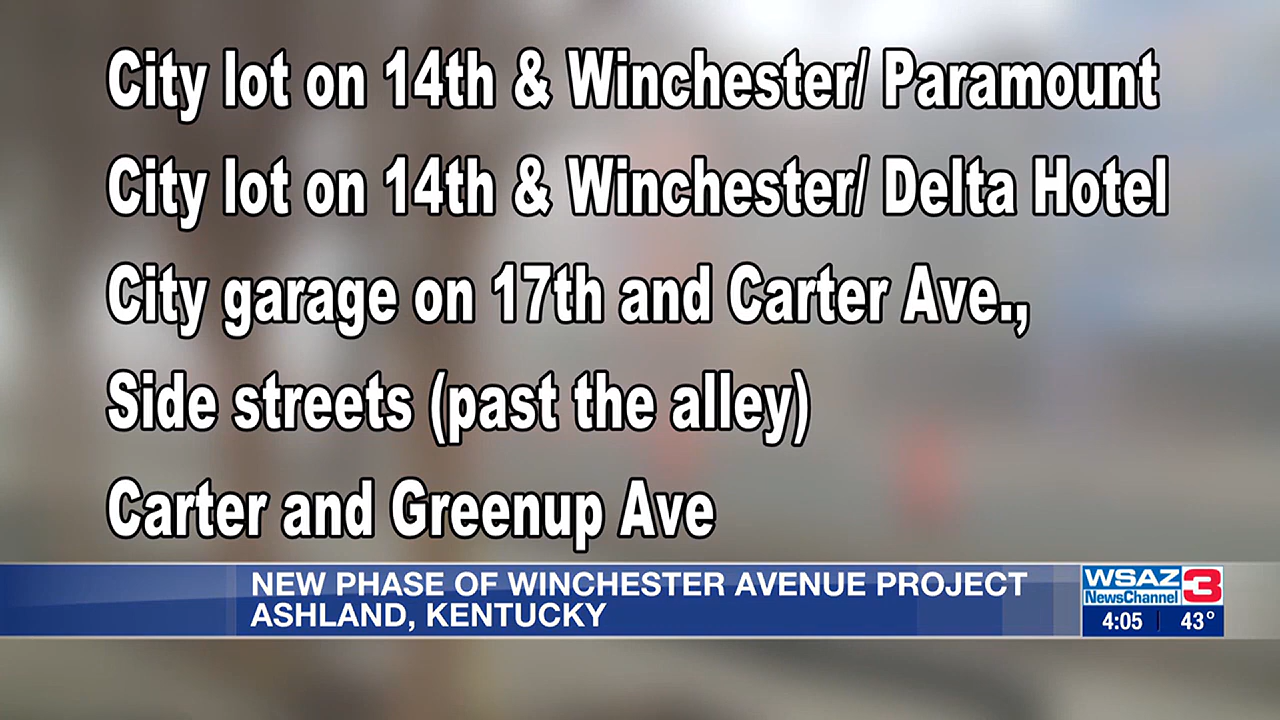 City lot on 14th & Winchester/ Paramount
City lot on 14th & Winchester/ Delta Hotel
City garage on 17th and Carter Ave.,
Side streets (past the alley)
Carter and Greenup Ave
NEW PHASE OF WINCHESTER AVENUE PROJECT
ASHLAND, KENTUCKY
WSAZ 3
NewsChannel
4:05 | 43°